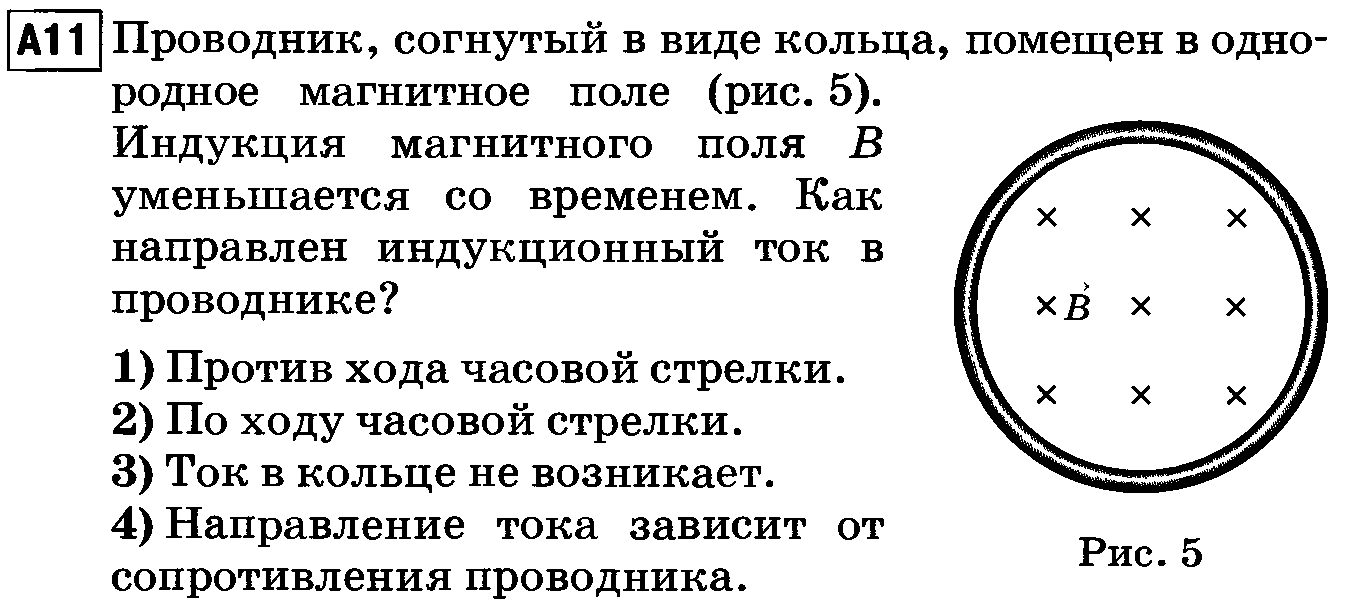 А11 Проводник, согнутый в виде кольца, помещен в одно-
родное магнитное поле (рис. 5).
Индукция магнитного поля B
уменьшается со временем. Как
направлен индукционный ток в
проводнике?
1) Против хода часовой стрелки.
2) По ходу часовой стрелки.
3) Ток в кольце не возникает.
4) Направление тока зависит от
сопротивления проводника.
× × ×
× B⃗ × ×
× × ×
Рис. 5